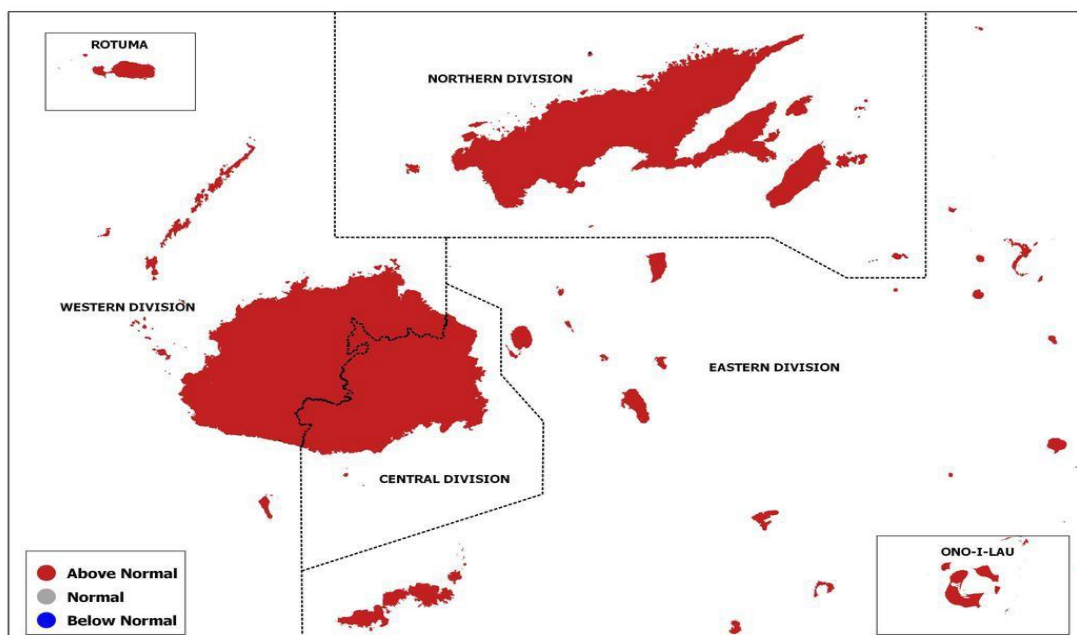 ROTUMA
NORTHERN DIVISION
WESTERN DIVISION
EASTERN DIVISION
CENTRAL DIVISION
ONO-I-LAU
Above Normal
Normal
Below Normal